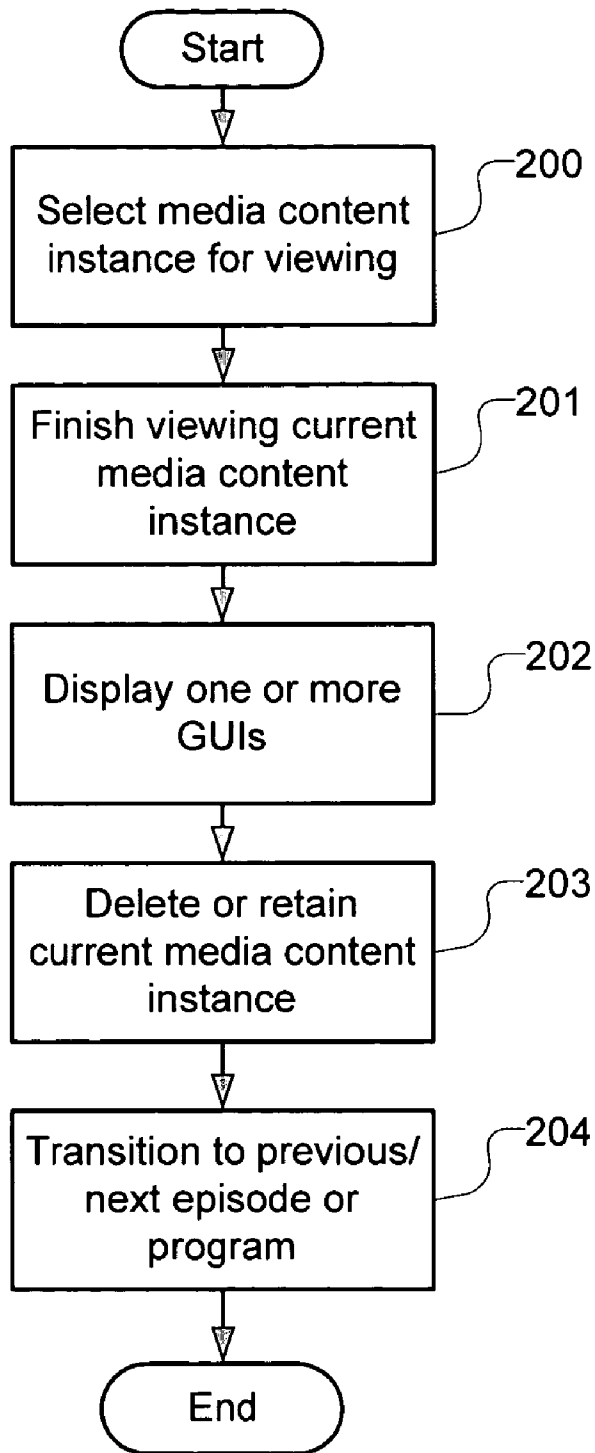 Start
200
Select media content
instance for viewing
201
Finish viewing current
media content
instance
202
Display one or more
GUIs
203
Delete or retain
current media content
instance
204
Transition to previous/
next episode or
program
End